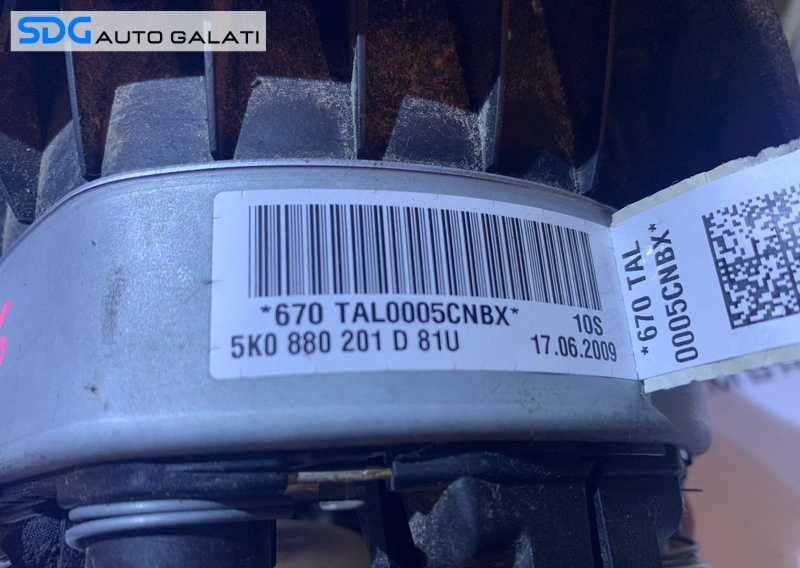 SDG AUTO GALATI
*670 TAL0005CNBX*
10S
5K0 880 201 D 81U
17.06.2009
*670 TAL
0005CNBX*